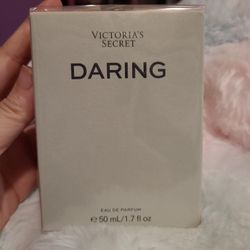 VICTORIA'S
SECRET
DARING
EAU DE PARFUM
℮ 50 mL/1.7 fl oz